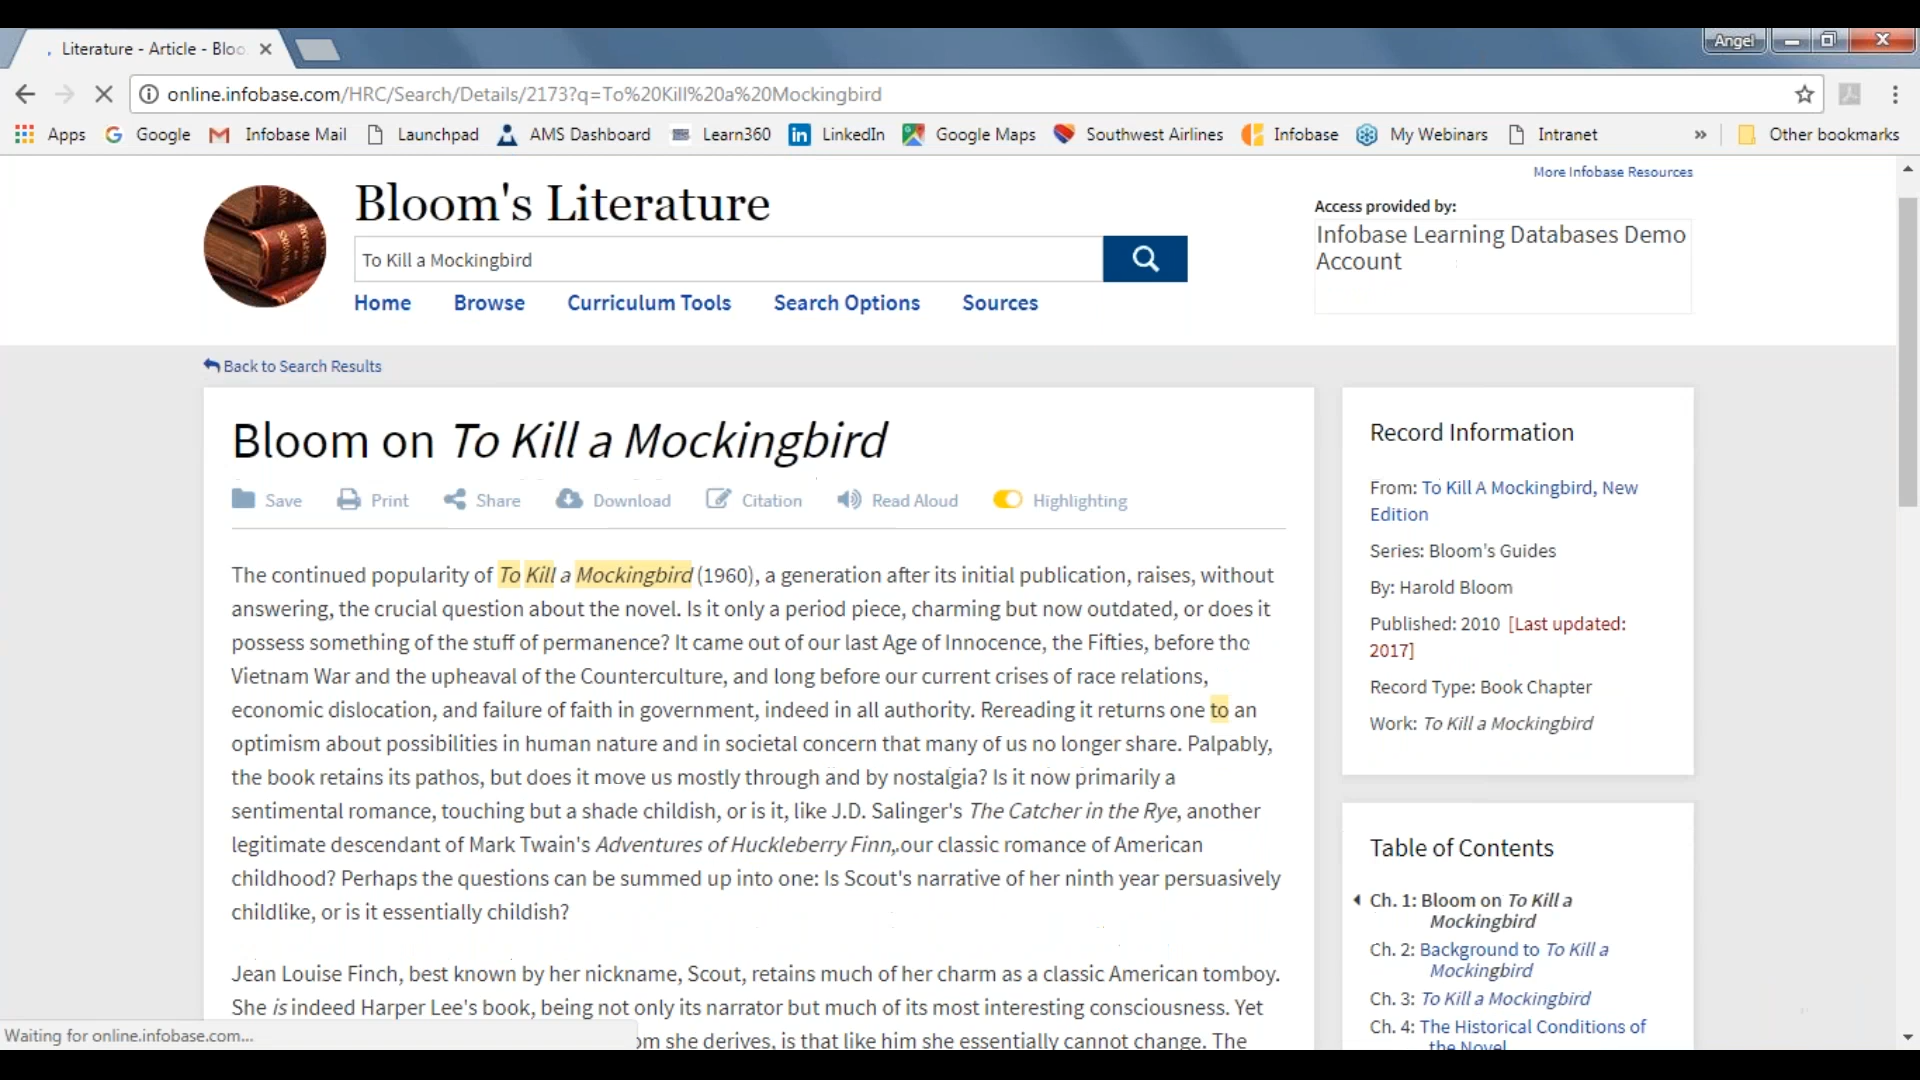 Literature - Article - Bloo
Angel
online.infobase.com/HRC/Search/Details/2173?q=To%20Kill%20a%20Mockingbird
Apps Google Infobase Mail Launchpad AMS Dashboard Learn360 LinkedIn Google Maps Southwest Airlines Infobase My Webinars Intranet » Other bookmarks
More Infobase Resources
Bloom's Literature
Access provided by:
Infobase Learning Databases Demo
Account
To Kill a Mockingbird
Home Browse Curriculum Tools Search Options Sources
Back to Search Results
Bloom on To Kill a Mockingbird
Save Print Share Download Citation Read Aloud Highlighting
The continued popularity of To Kill a Mockingbird (1960), a generation after its initial publication, raises, without
answering, the crucial question about the novel. Is it only a period piece, charming but now outdated, or does it
possess something of the stuff of permanence? It came out of our last Age of Innocence, the Fifties, before the
Vietnam War and the upheaval of the Counterculture, and long before our current crises of race relations,
economic dislocation, and failure of faith in government, indeed in all authority. Rereading it returns one to an
optimism about possibilities in human nature and in societal concern that many of us no longer share. Palpably,
the book retains its pathos, but does it move us mostly through and by nostalgia? Is it now primarily a
sentimental romance, touching but a shade childish, or is it, like J.D. Salinger's The Catcher in the Rye, another
legitimate descendant of Mark Twain's Adventures of Huckleberry Finn, our classic romance of American
childhood? Perhaps the questions can be summed up into one: Is Scout's narrative of her ninth year persuasively
childlike, or is it essentially childish?
Jean Louise Finch, best known by her nickname, Scout, retains much of her charm as a classic American tomboy.
She is indeed Harper Lee's book, being not only its narrator but much of its most interesting consciousness. Yet
om she derives, is that like him she essentially cannot change. The
Waiting for online.infobase.com...
Record Information
From: To Kill A Mockingbird, New
Edition
Series: Bloom's Guides
By: Harold Bloom
Published: 2010 [Last updated:
2017]
Record Type: Book Chapter
Work: To Kill a Mockingbird
Table of Contents
Ch. 1: Bloom on To Kill a
Mockingbird
Ch. 2: Background to To Kill a
Mockingbird
Ch. 3: To Kill a Mockingbird
Ch. 4: The Historical Conditions of
the Novel